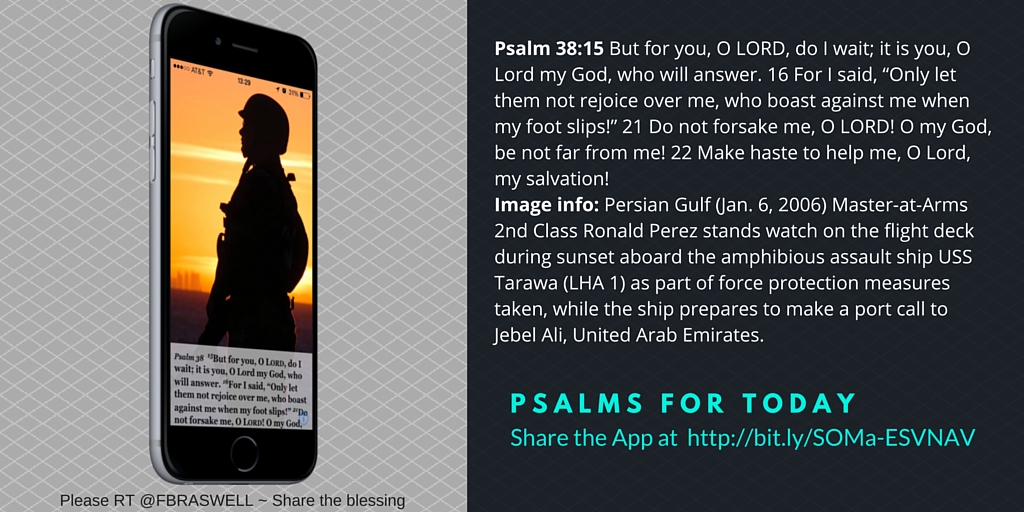 AT&T
13:29
31%
Psalm 38 15But for you, O LORD, do I
wait; it is you, O Lord my God, who
will answer. 16For I said, “Only let
them not rejoice over me, who boast
against me when my foot slips!” 21Do
not forsake me, O LORD! O my God,
Please RT @FBRASWELL ~ Share the blessing
Psalm 38:15 But for you, O LORD, do I wait; it is you, O
Lord my God, who will answer. 16 For I said, “Only let
them not rejoice over me, who boast against me when
my foot slips!” 21 Do not forsake me, O LORD! O my God,
be not far from me! 22 Make haste to help me, O Lord,
my salvation!
Image info: Persian Gulf (Jan. 6, 2006) Master-at-Arms
2nd Class Ronald Perez stands watch on the flight deck
during sunset aboard the amphibious assault ship USS
Tarawa (LHA 1) as part of force protection measures
taken, while the ship prepares to make a port call to
Jebel Ali, United Arab Emirates.
PSALMS FOR TODAY
Share the App at http://bit.ly/SOMa-ESVNAV